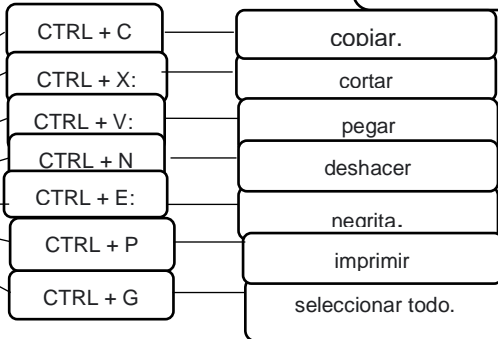 CTRL + C copiar.
CTRL + X: cortar
CTRL + V: pegar
CTRL + N deshacer
CTRL + E: negrita.
CTRL + P imprimir
CTRL + G seleccionar todo.